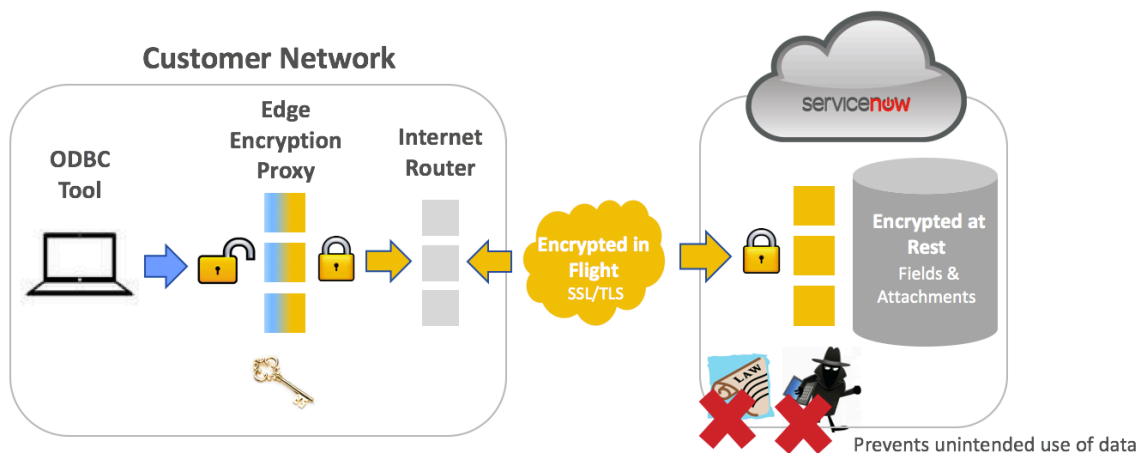 Customer Network
servicenow
ODBC
Tool
Edge
Encryption
Proxy
Internet
Router
Encrypted in
Flight
SSL/TLS
Encrypted at
Rest
Fields &
Attachments
LAW
Prevents unintended use of data